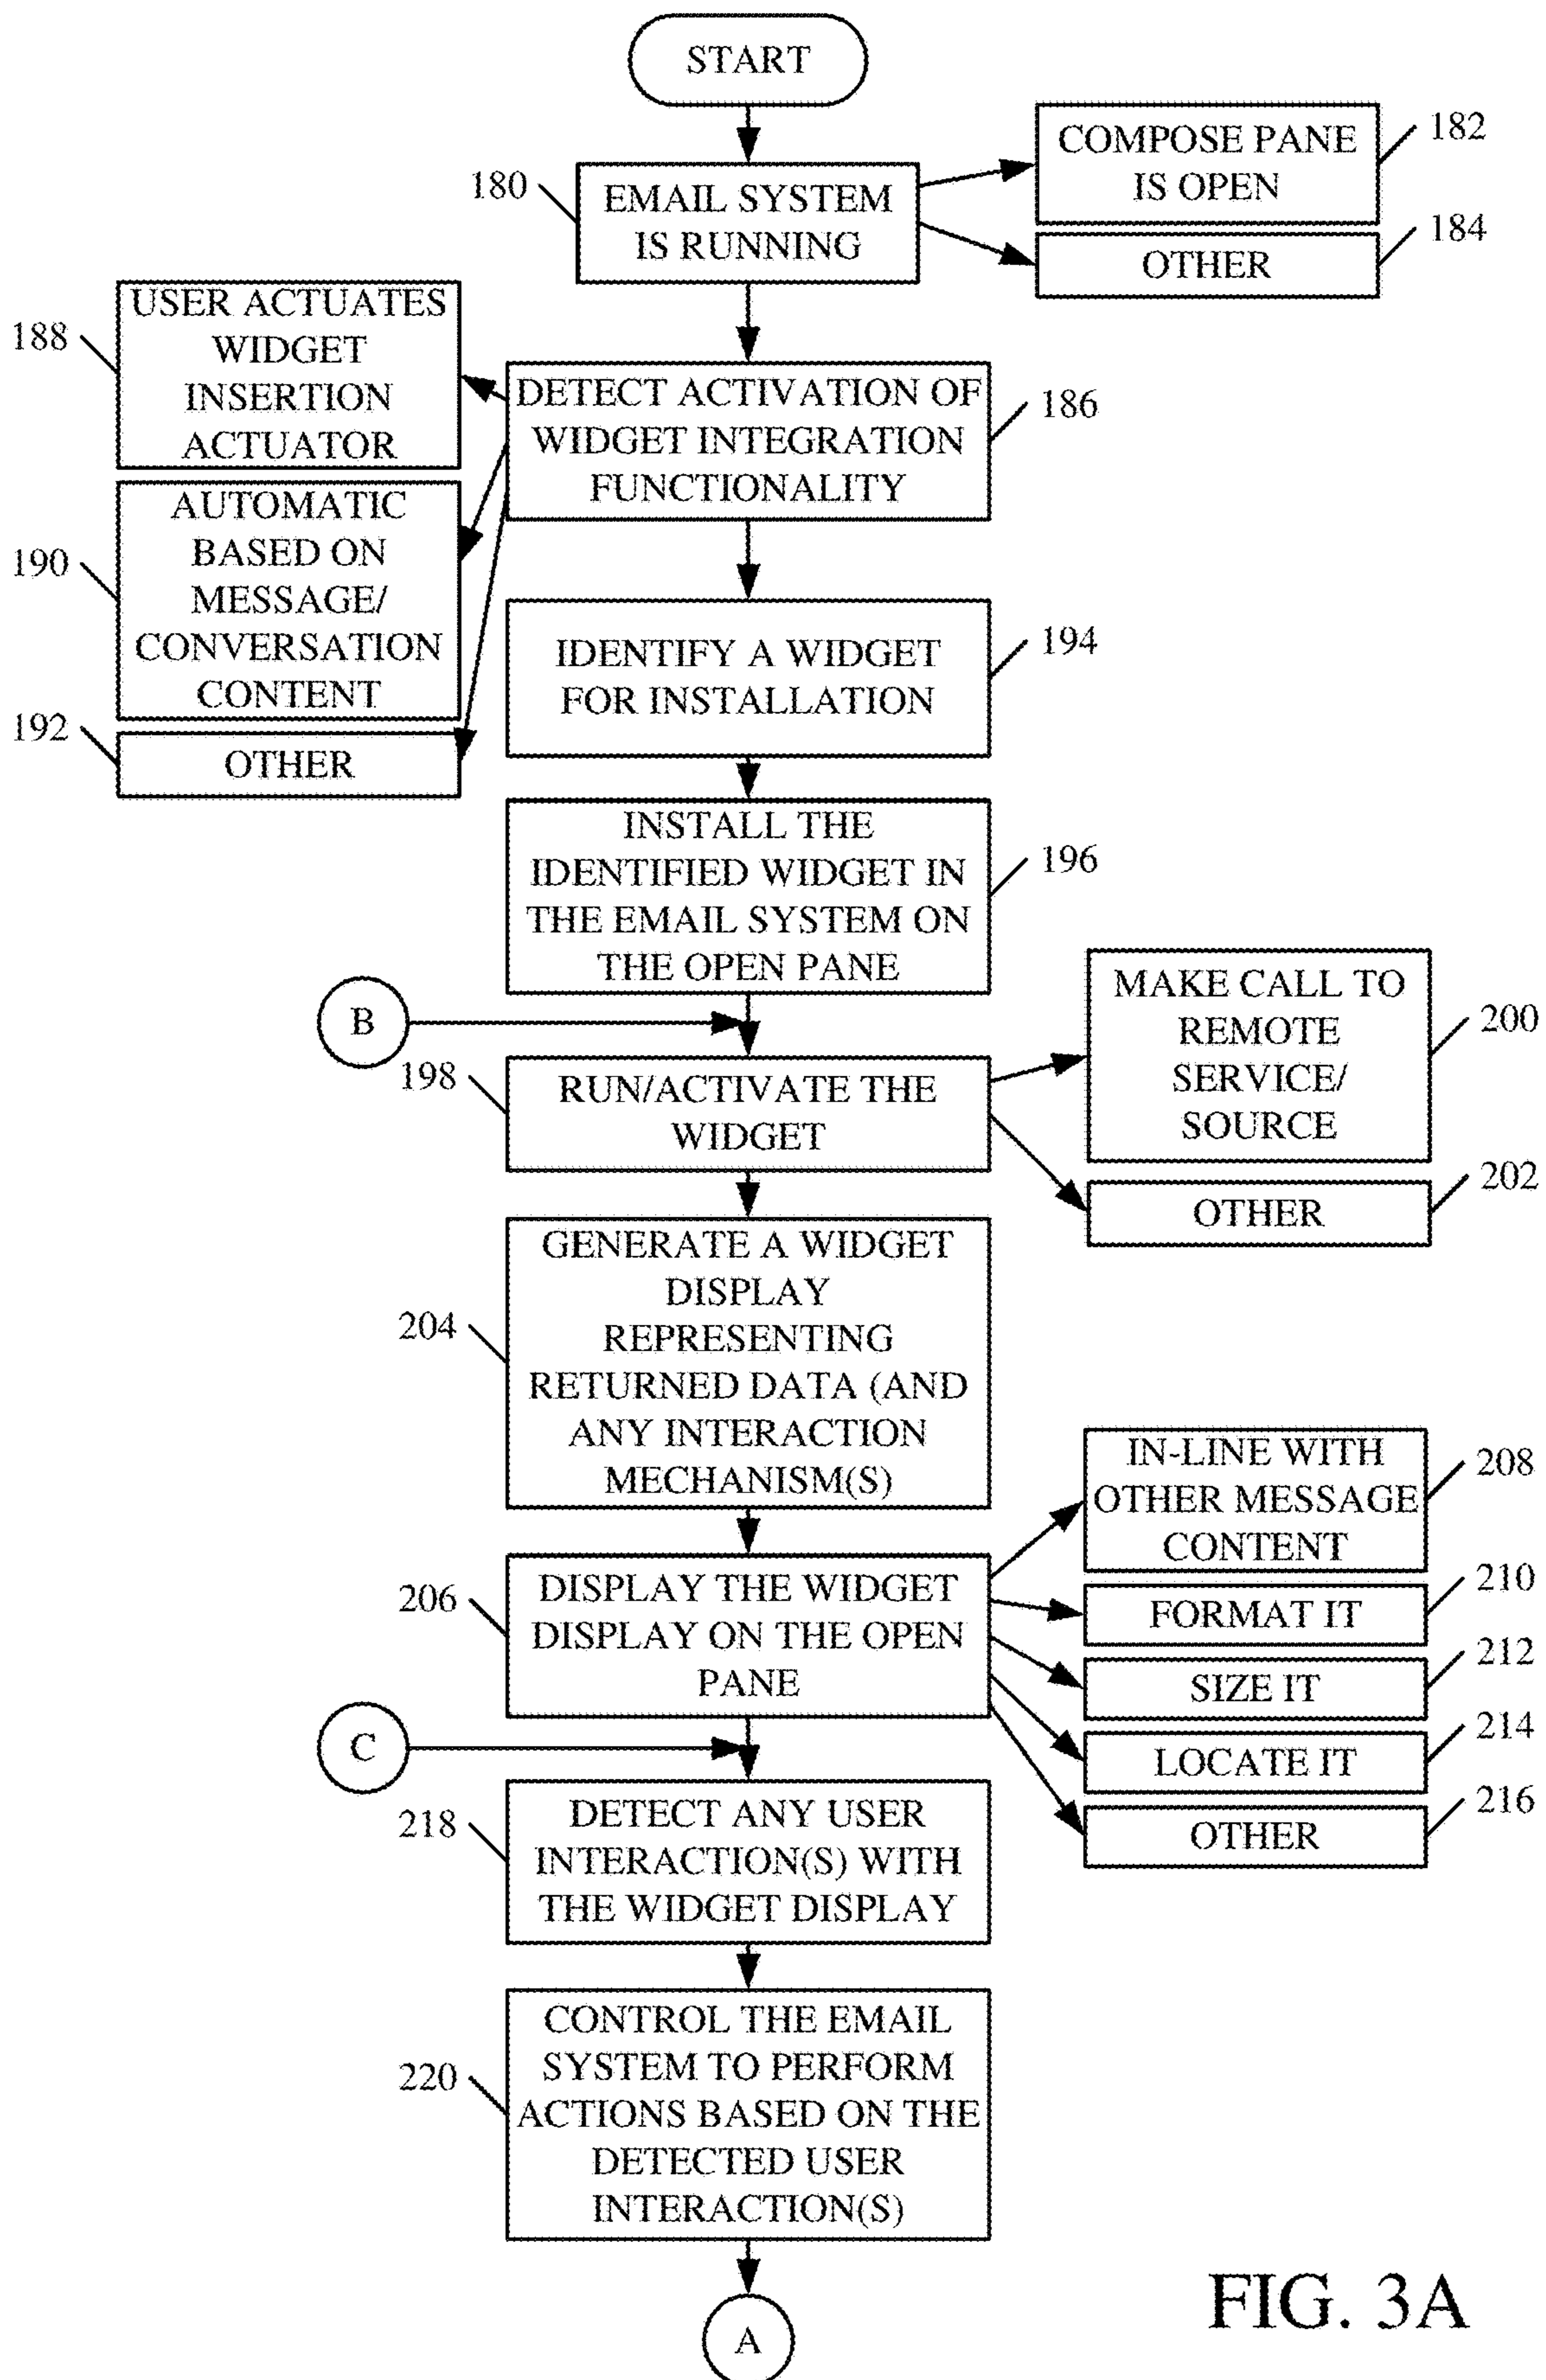 START
180
EMAIL SYSTEM
IS RUNNING
COMPOSE PANE
IS OPEN
182
OTHER
184
188
USER ACTUATES
WIDGET
INSERTION
ACTUATOR
DETECT ACTIVATION OF
WIDGET INTEGRATION
FUNCTIONALITY
186
190
AUTOMATIC
BASED ON
MESSAGE/
CONVERSATION
CONTENT
192
OTHER
IDENTIFY A WIDGET
FOR INSTALLATION
194
INSTALL THE
IDENTIFIED WIDGET IN
THE EMAIL SYSTEM ON
THE OPEN PANE
196
B
198
RUN/ACTIVATE THE
WIDGET
MAKE CALL TO
REMOTE
SERVICE/
SOURCE
200
OTHER
202
204
GENERATE A WIDGET
DISPLAY
REPRESENTING
RETURNED DATA (AND
ANY INTERACTION
MECHANISM(S)
206
DISPLAY THE WIDGET
DISPLAY ON THE OPEN
PANE
IN-LINE WITH
OTHER MESSAGE
CONTENT
208
FORMAT IT
210
SIZE IT
212
LOCATE IT
214
OTHER
216
C
218
DETECT ANY USER
INTERACTION(S) WITH
THE WIDGET DISPLAY
220
CONTROL THE EMAIL
SYSTEM TO PERFORM
ACTIONS BASED ON THE
DETECTED USER
INTERACTION(S)
A
FIG. 3A